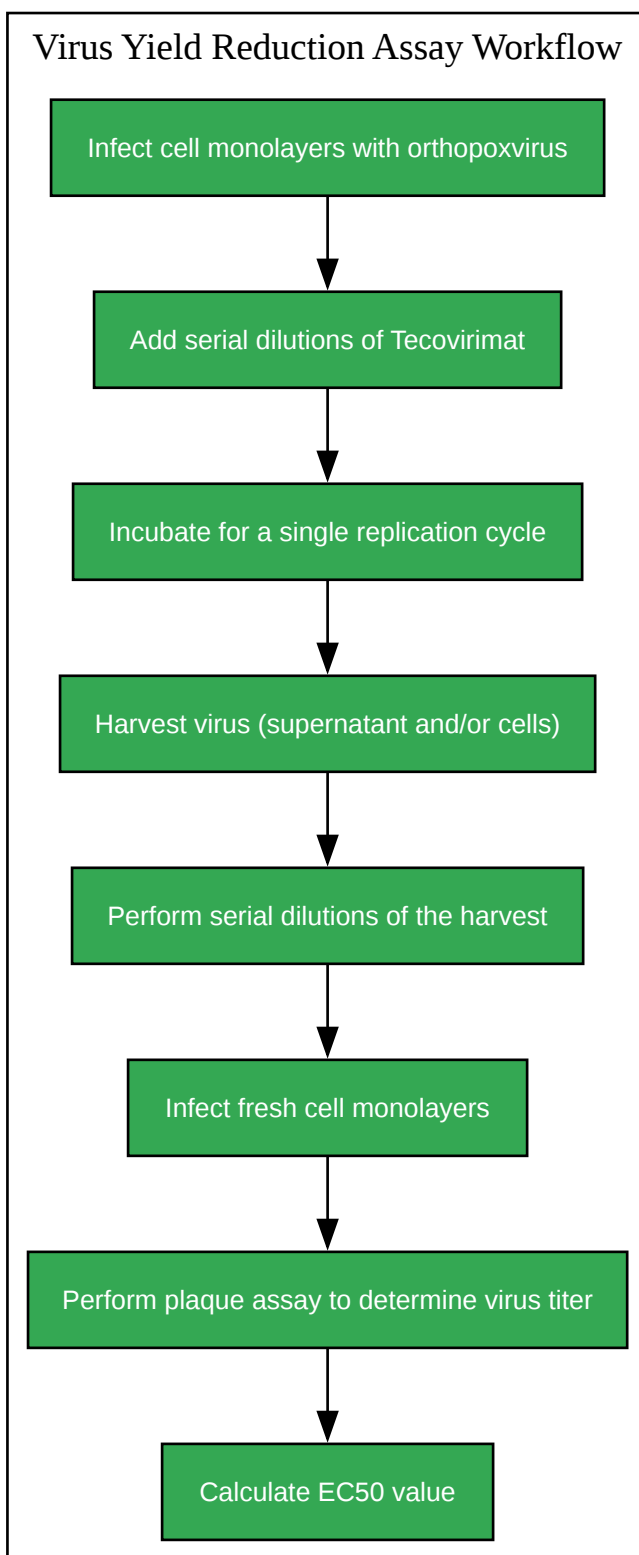 Virus Yield Reduction Assay Workflow
Infect cell monolayers with orthopoxvirus
Add serial dilutions of Tecovirimat
Incubate for a single replication cycle
Harvest virus (supernatant and/or cells)
Perform serial dilutions of the harvest
Infect fresh cell monolayers
Perform plaque assay to determine virus titer
Calculate EC50 value